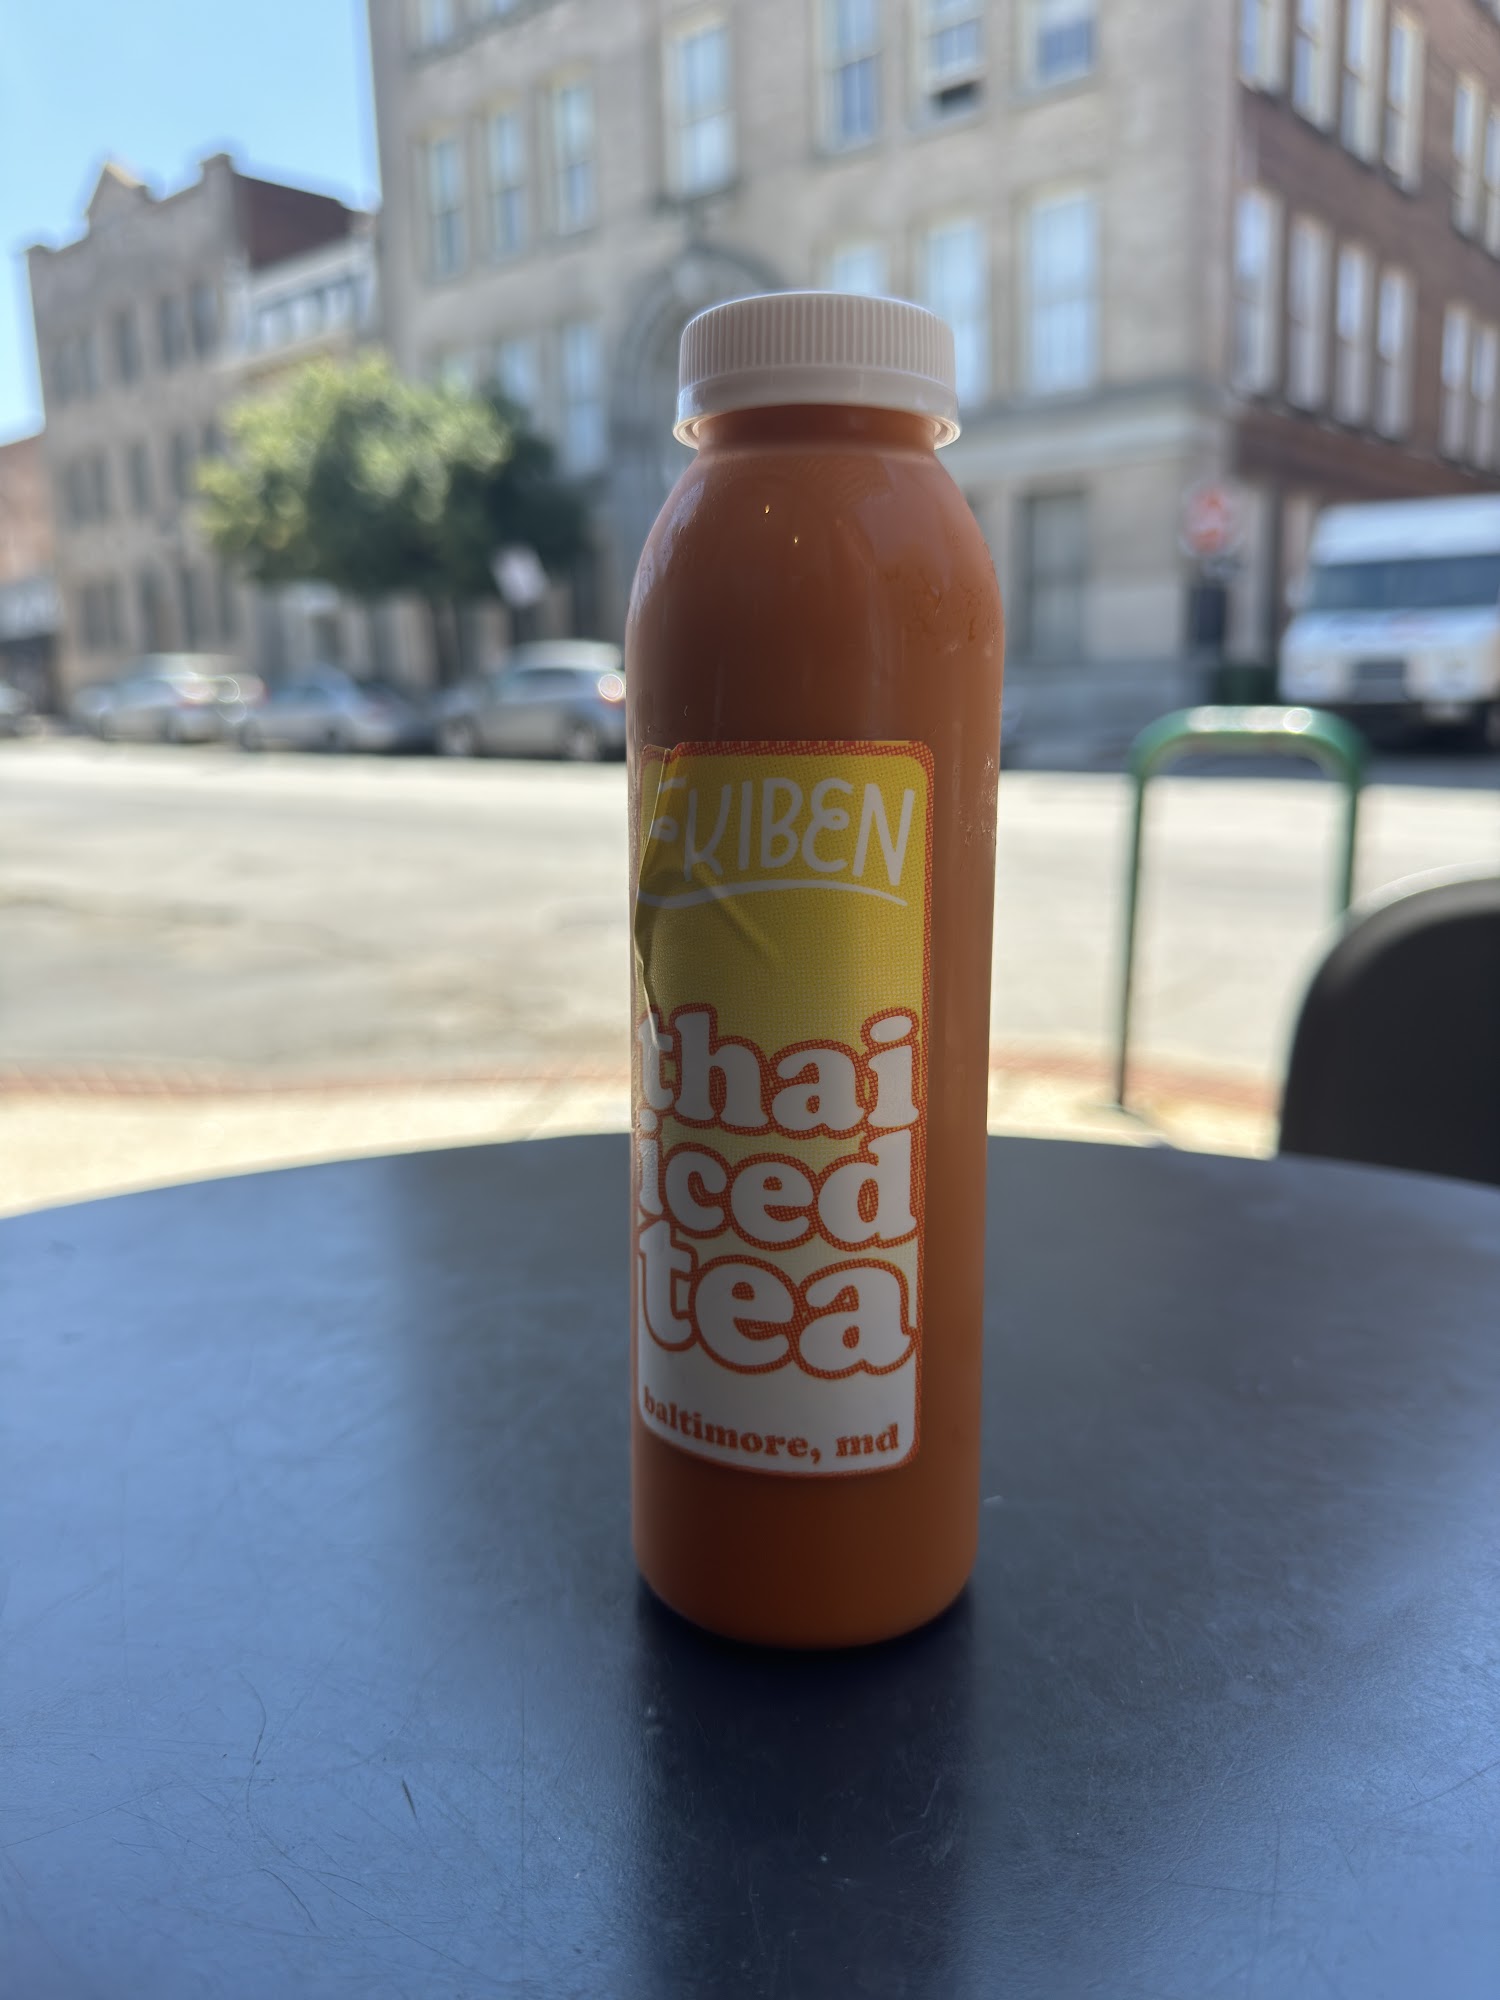 EKIBEN
thai
iced
tea
baltimore, md